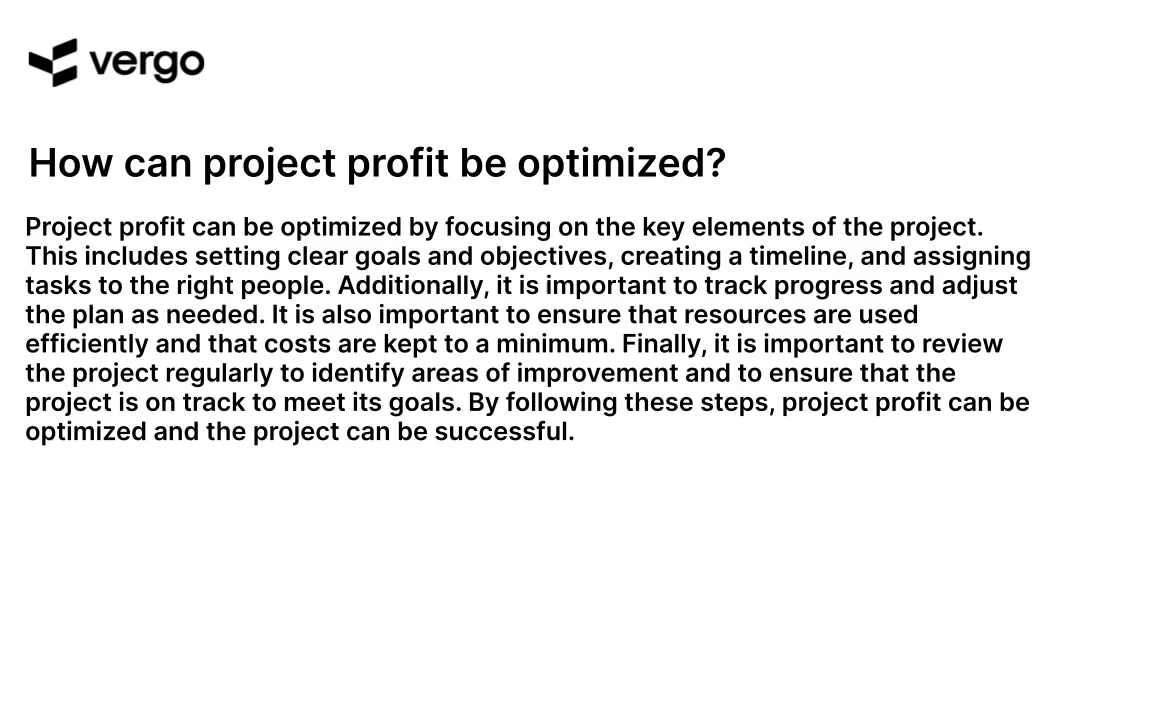 vergo
How can project profit be optimized?
Project profit can be optimized by focusing on the key elements of the project.
This includes setting clear goals and objectives, creating a timeline, and assigning
tasks to the right people. Additionally, it is important to track progress and adjust
the plan as needed. It is also important to ensure that resources are used
efficiently and that costs are kept to a minimum. Finally, it is important to review
the project regularly to identify areas of improvement and to ensure that the
project is on track to meet its goals. By following these steps, project profit can be
optimized and the project can be successful.